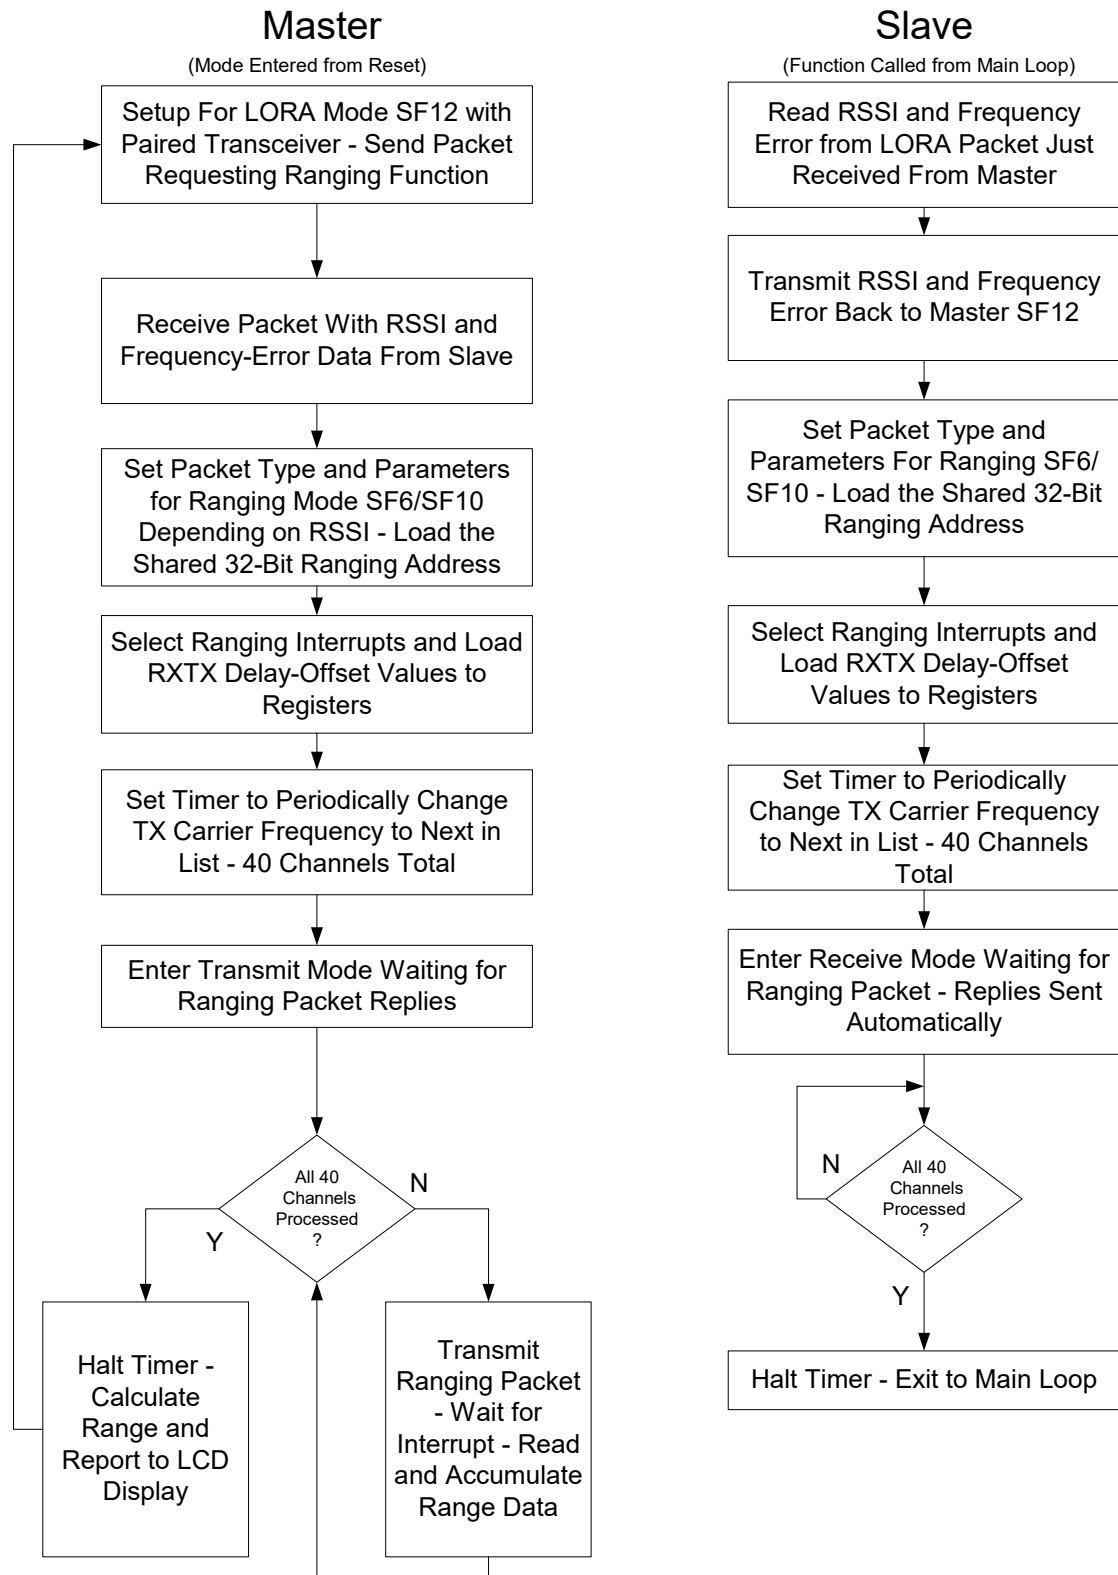 Master
(Mode Entered from Reset)
Setup For LORA Mode SF12 with
Paired Transceiver - Send Packet
Requesting Ranging Function
Receive Packet With RSSI and
Frequency-Error Data From Slave
Set Packet Type and Parameters
for Ranging Mode SF6/SF10
Depending on RSSI - Load the
Shared 32-Bit Ranging Address
Select Ranging Interrupts and Load
RXTX Delay-Offset Values to
Registers
Set Timer to Periodically Change
TX Carrier Frequency to Next in
List - 40 Channels Total
Enter Transmit Mode Waiting for
Ranging Packet Replies
All 40
Channels
Processed
?
N
Y
Halt Timer -
Calculate
Range and
Report to LCD
Display
Transmit
Ranging Packet
- Wait for
Interrupt - Read
and Accumulate
Range Data
Slave
(Function Called from Main Loop)
Read RSSI and Frequency
Error from LORA Packet Just
Received From Master
Transmit RSSI and Frequency
Error Back to Master SF12
Set Packet Type and
Parameters For Ranging SF6/
SF10 - Load the Shared 32-Bit
Ranging Address
Select Ranging Interrupts and
Load RXTX Delay-Offset
Values to Registers
Set Timer to Periodically
Change TX Carrier Frequency
to Next in List - 40 Channels
Total
Enter Receive Mode Waiting for
Ranging Packet - Replies Sent
Automatically
N
All 40
Channels
Processed
?
Y
Halt Timer - Exit to Main Loop